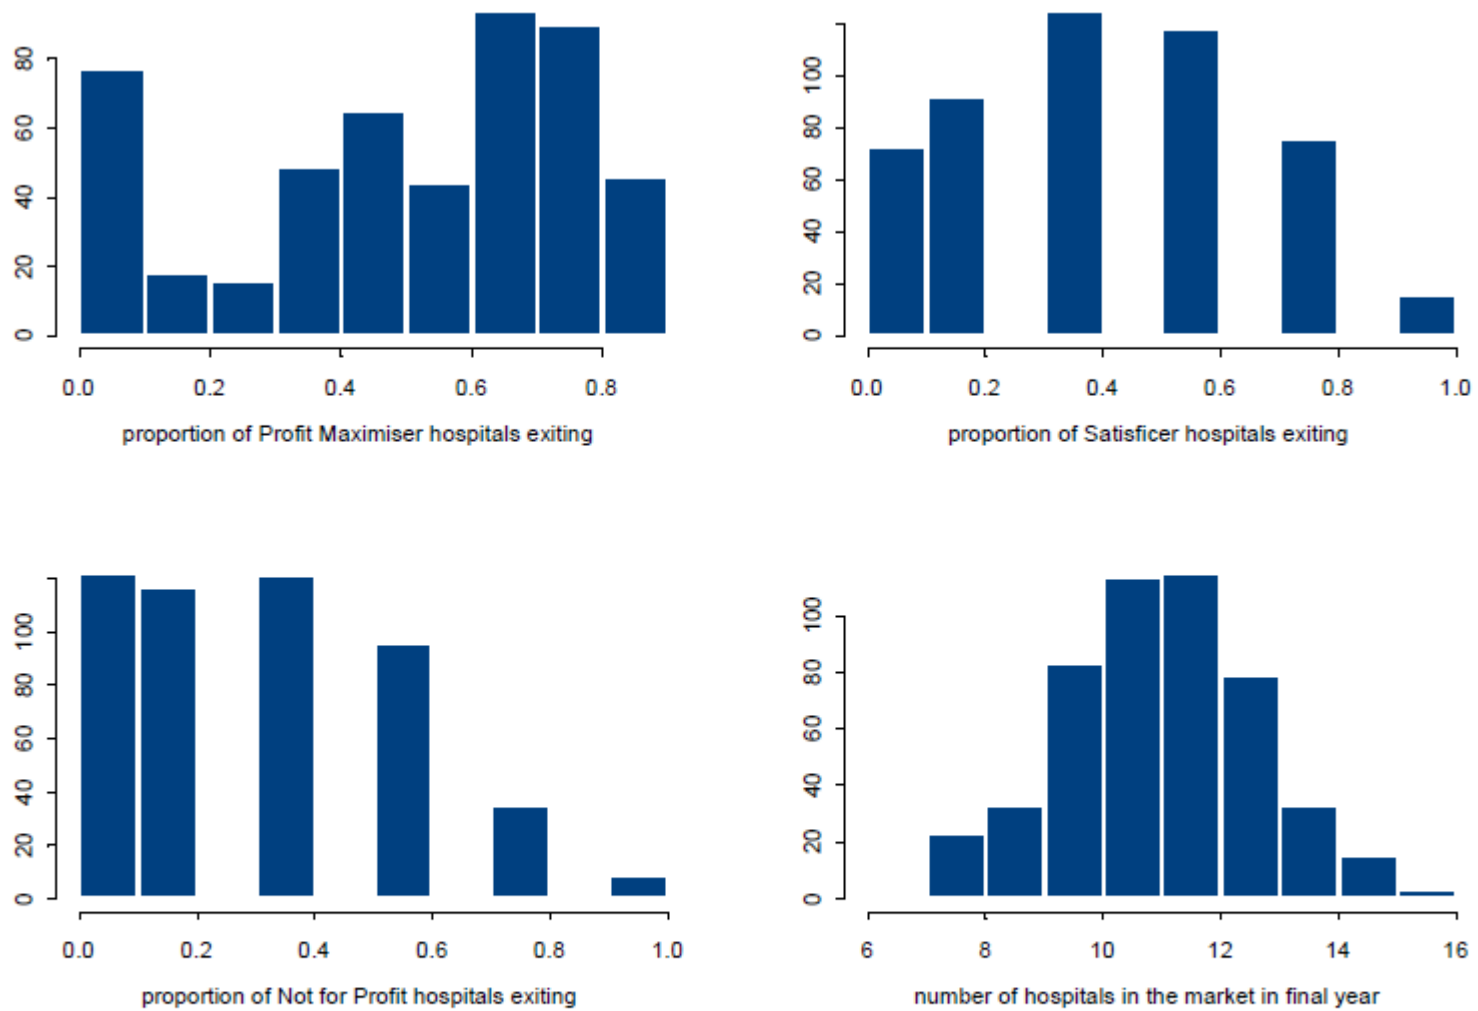 80
60
40
20
0
0.0 0.2 0.4 0.6 0.8
proportion of Profit Maximiser hospitals exiting
100
80
60
40
20
0
0.0 0.2 0.4 0.6 0.8 1.0
proportion of Satisficer hospitals exiting
100
80
60
40
20
0
0.0 0.2 0.4 0.6 0.8 1.0
proportion of Not for Profit hospitals exiting
100
80
60
40
20
0
6 8 10 12 14 16
number of hospitals in the market in final year